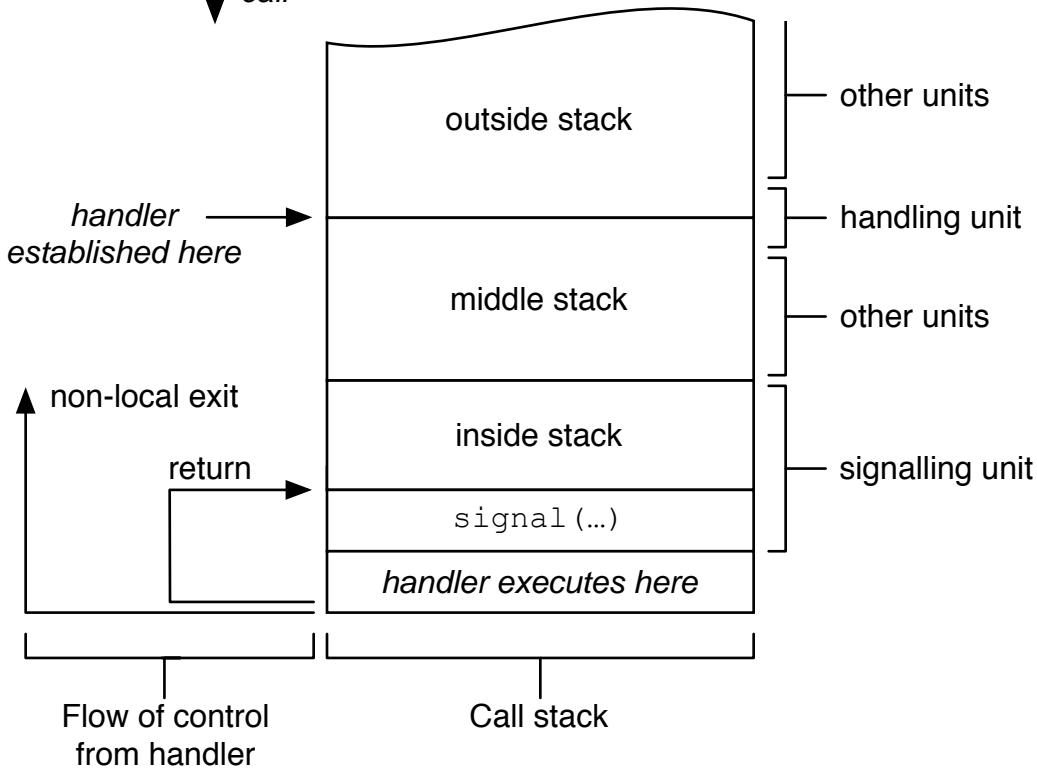 call
outside stack
other units
handler
established here
handling unit
middle stack
other units
non-local exit
inside stack
return
signalling unit
signal(…)
handler executes here
Flow of control
from handler
Call stack